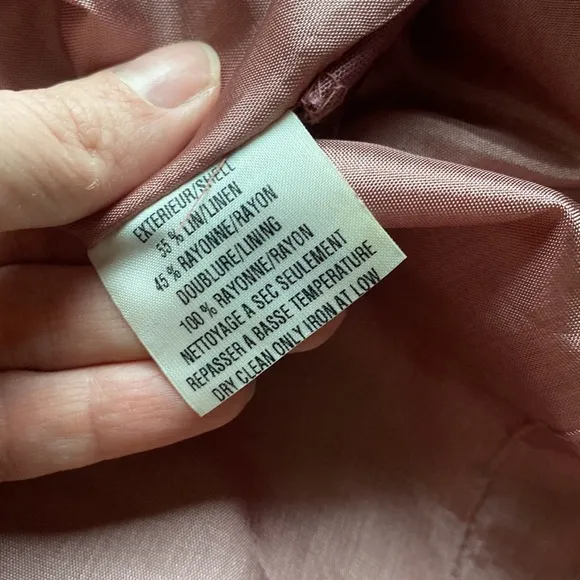 EXTERIEUR/SHELL
55 % LIN/LINEN
45 % RAYONNE/RAYON
DOUBLURE/LINING
100 % RAYONNE/RAYON
NETTOYAGE A SEC SEULEMENT
REPASSER A BASSE TEMPERATURE
DRY CLEAN ONLY IRON AT LOW